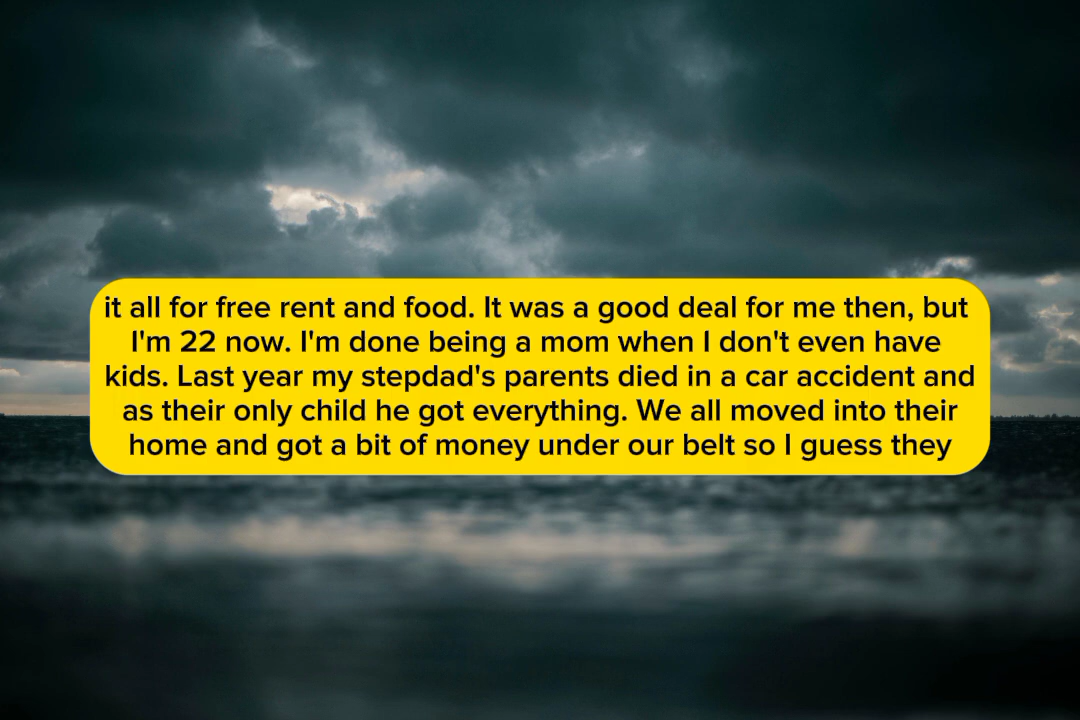 it all for free rent and food. It was a good deal for me then, but
I'm 22 now. I'm done being a mom when I don't even have
kids. Last year my stepdad's parents died in a car accident and
as their only child he got everything. We all moved into their
home and got a bit of money under our belt so I guess they